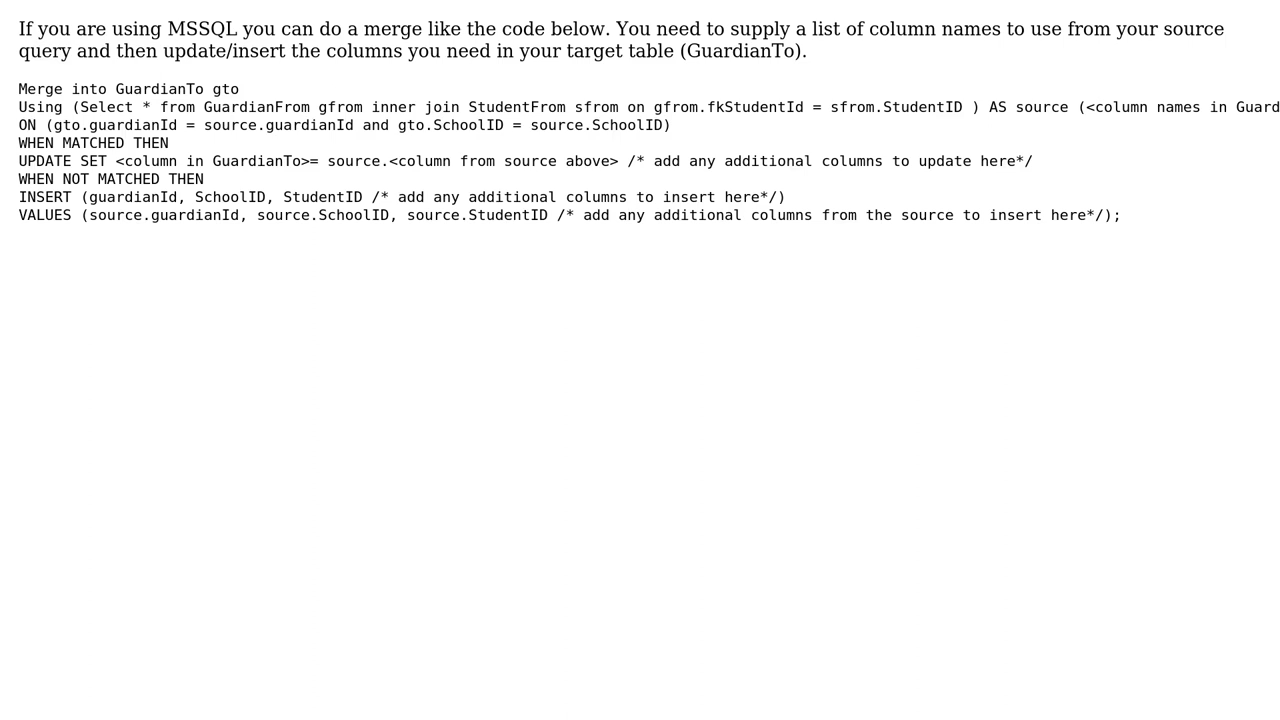 If you are using MSSQL you can do a merge like the code below. You need to supply a list of column names to use from your source
query and then update/insert the columns you need in your target table (GuardianTo).
Merge into GuardianTo gto
Using (Select * from GuardianFrom gfrom inner join StudentFrom sfrom on gfrom.fkStudentId = sfrom.StudentID ) AS source (<column names in Guard
ON (gto.guardianId = source.guardianId and gto.SchoolID = source.SchoolID)
WHEN MATCHED THEN
UPDATE SET <column in GuardianTo>= source.<column from source above> /* add any additional columns to update here*/
WHEN NOT MATCHED THEN
INSERT (guardianId, SchoolID, StudentID /* add any additional columns to insert here*/)
VALUES (source.guardianId, source.SchoolID, source.StudentID /* add any additional columns from the source to insert here*/);